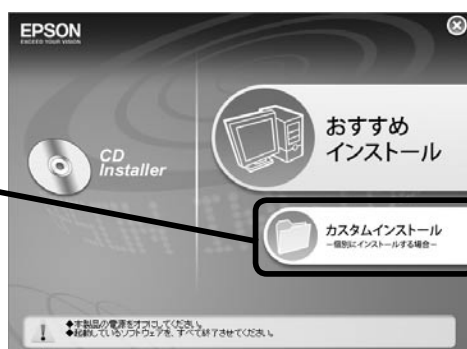 EPSON
EXCEED YOUR VISION
CD
Installer
おすすめ
インストール
カスタムインストール
−個別にインストールする場合−
◆本製品の電源をオフにしてください。
◆起動しているソフトウェアを、すべて終了させてください。